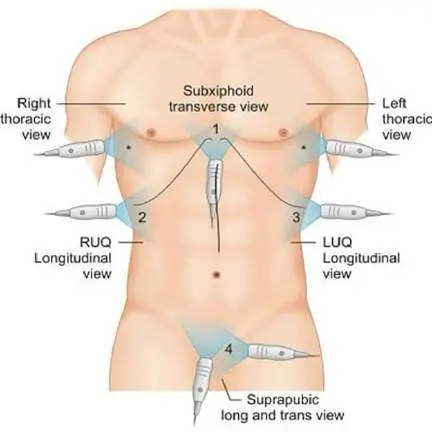 Subxiphoid
transverse view
Right
thoracic
view
Left
thoracic
view
1
2
3
RUQ
Longitudinal
view
LUQ
Longitudinal
view
4
Suprapubic
long and trans view